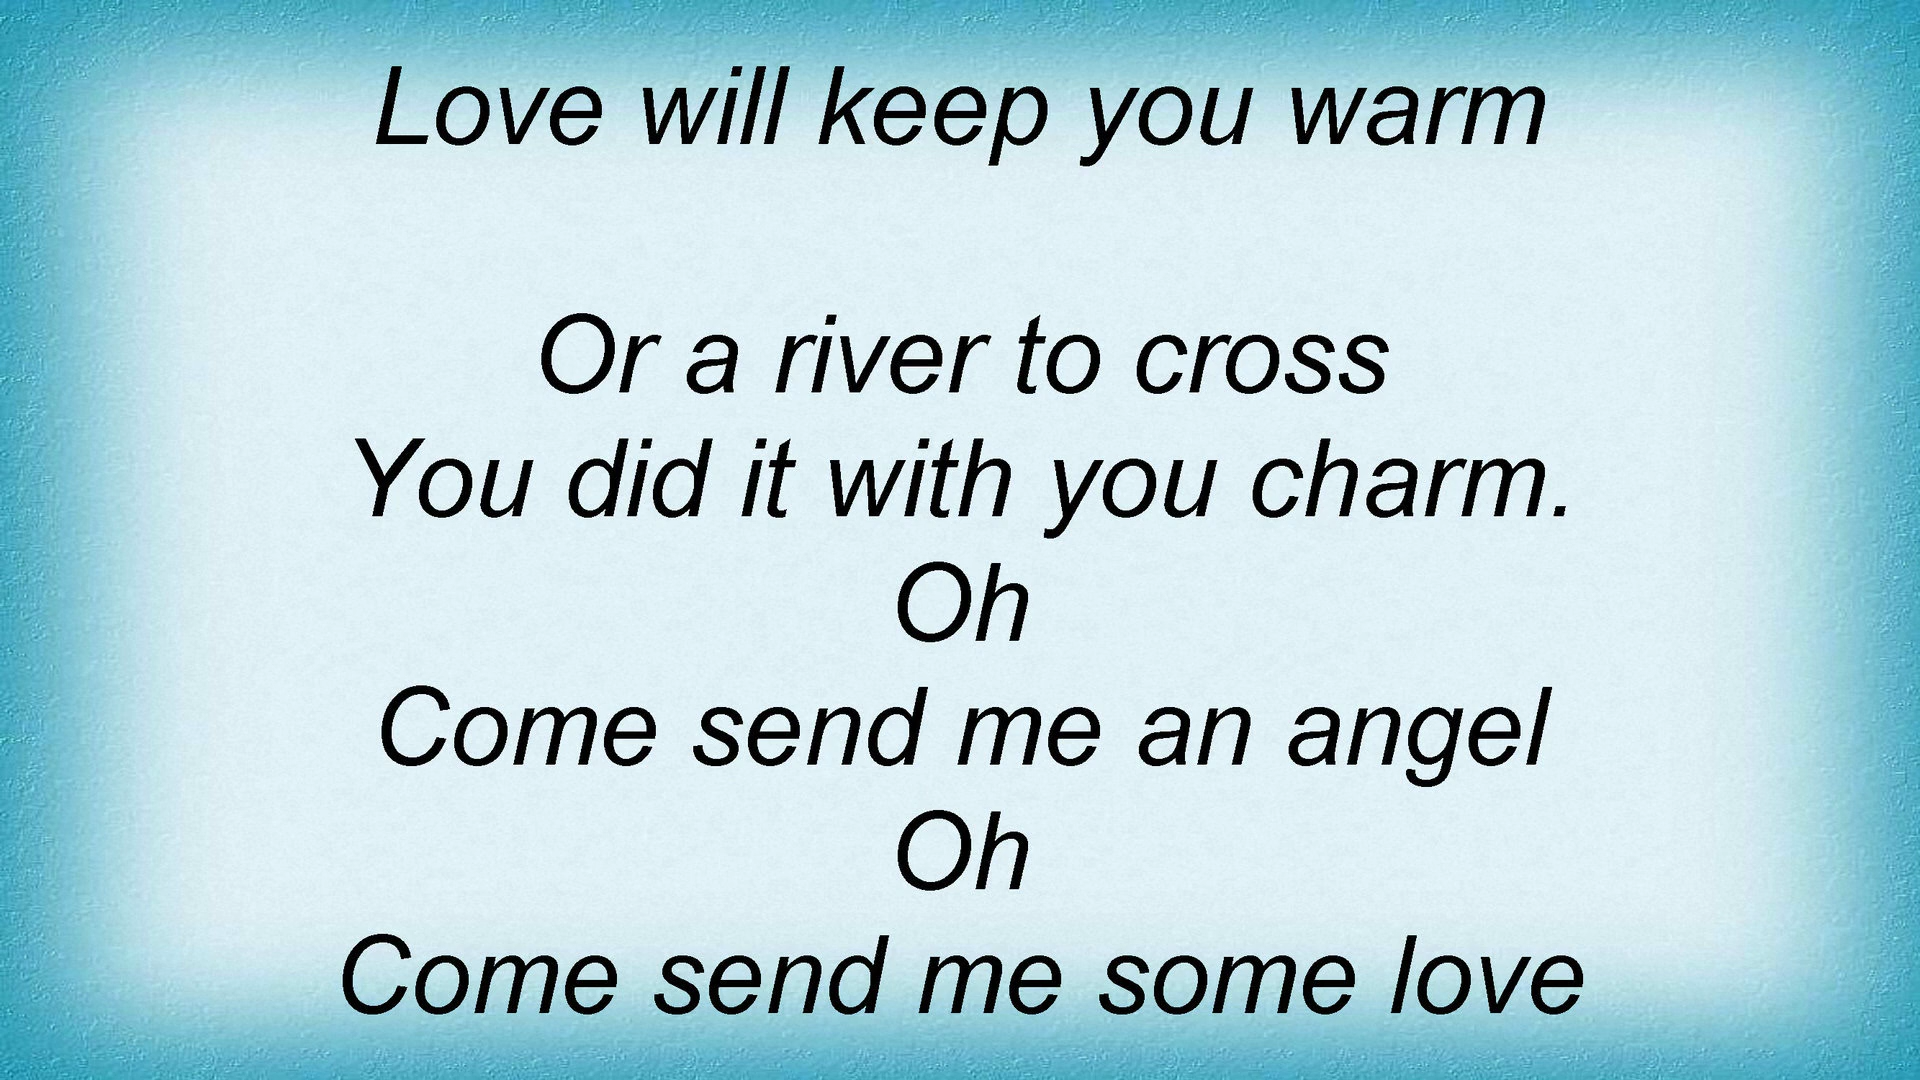 Love will keep you warm
Or a river to cross
You did it with you charm.
Oh
Come send me an angel
Oh
Come send me some love